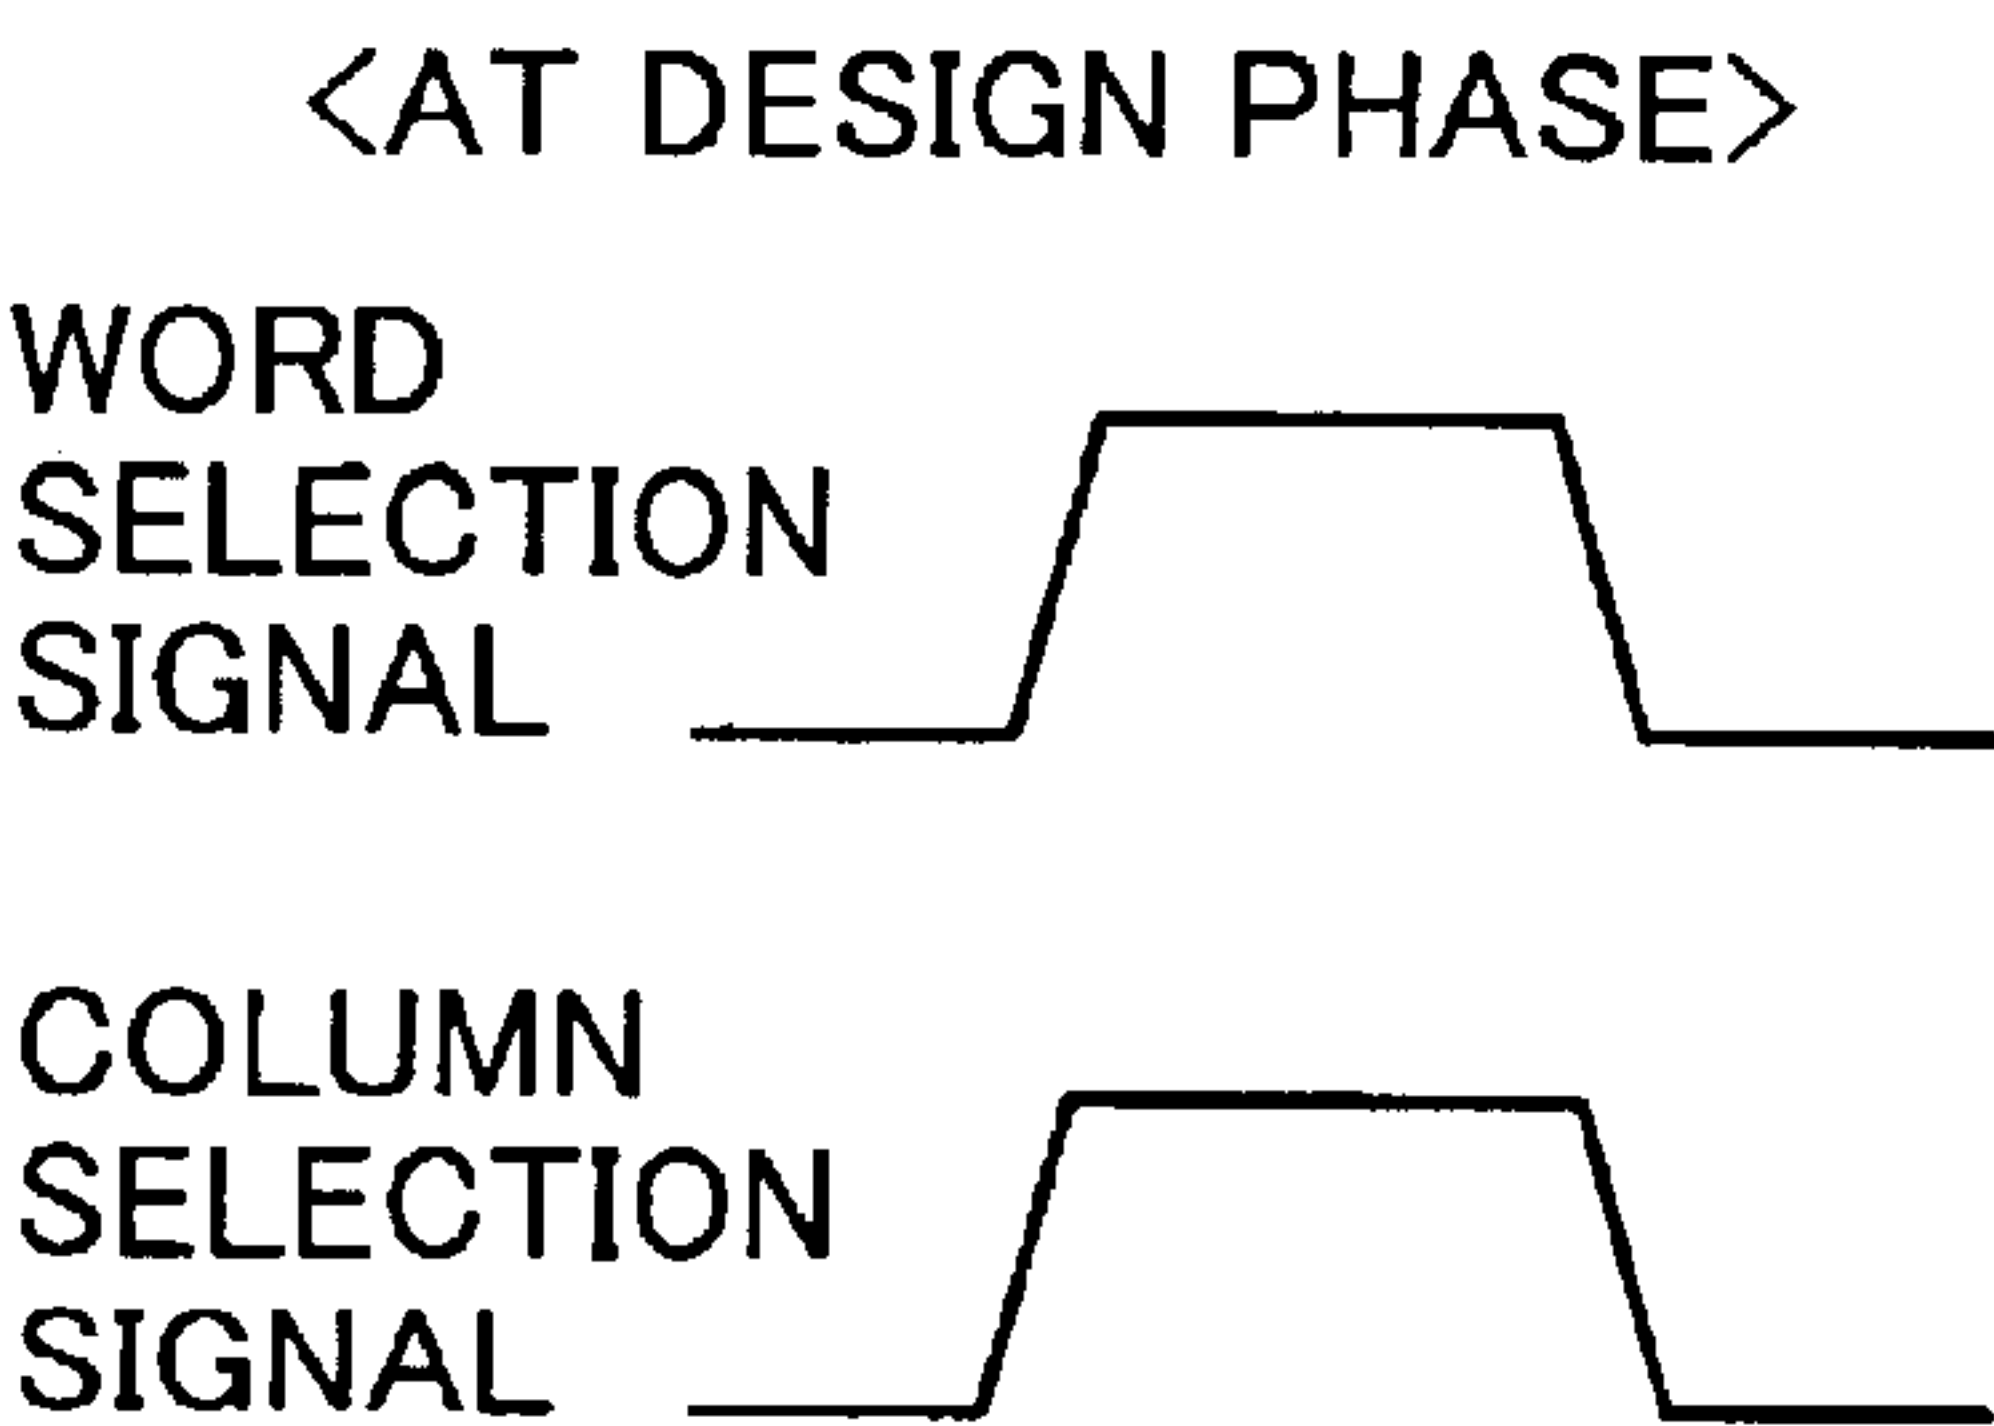 <AT DESIGN PHASE>
WORD
SELECTION
SIGNAL
COLUMN
SELECTION
SIGNAL